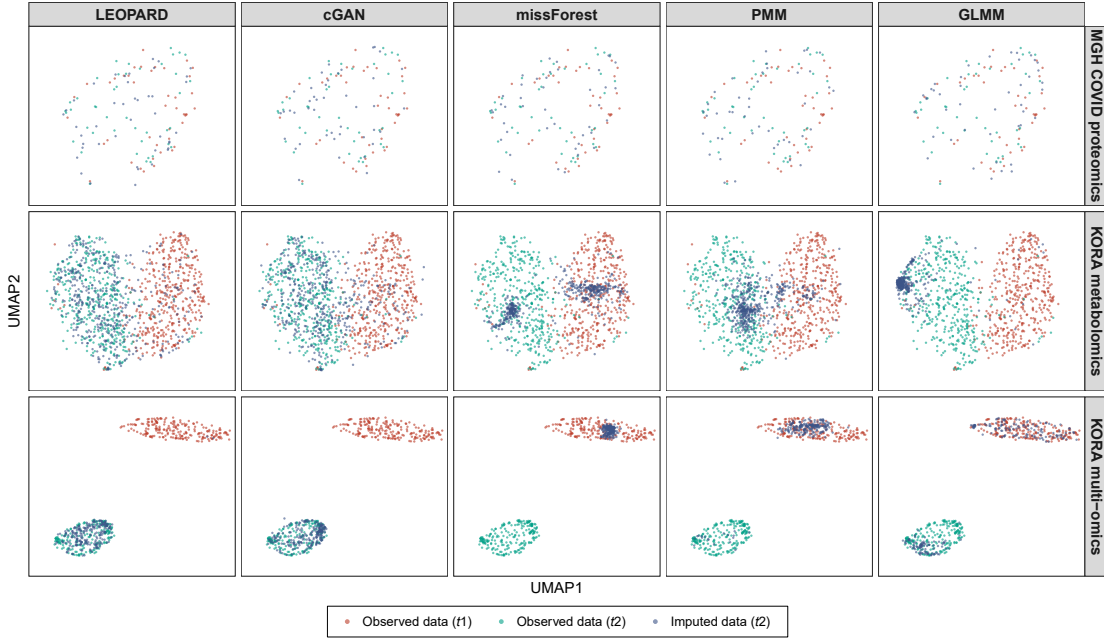 LEOPARD
cGAN
missForest
PMM
GLMM
MGH COVID proteomics
KORA metabolomics
KORA multi−omics
UMAP2
UMAP1
Observed data (t1)
Observed data (t2)
Imputed data (t2)